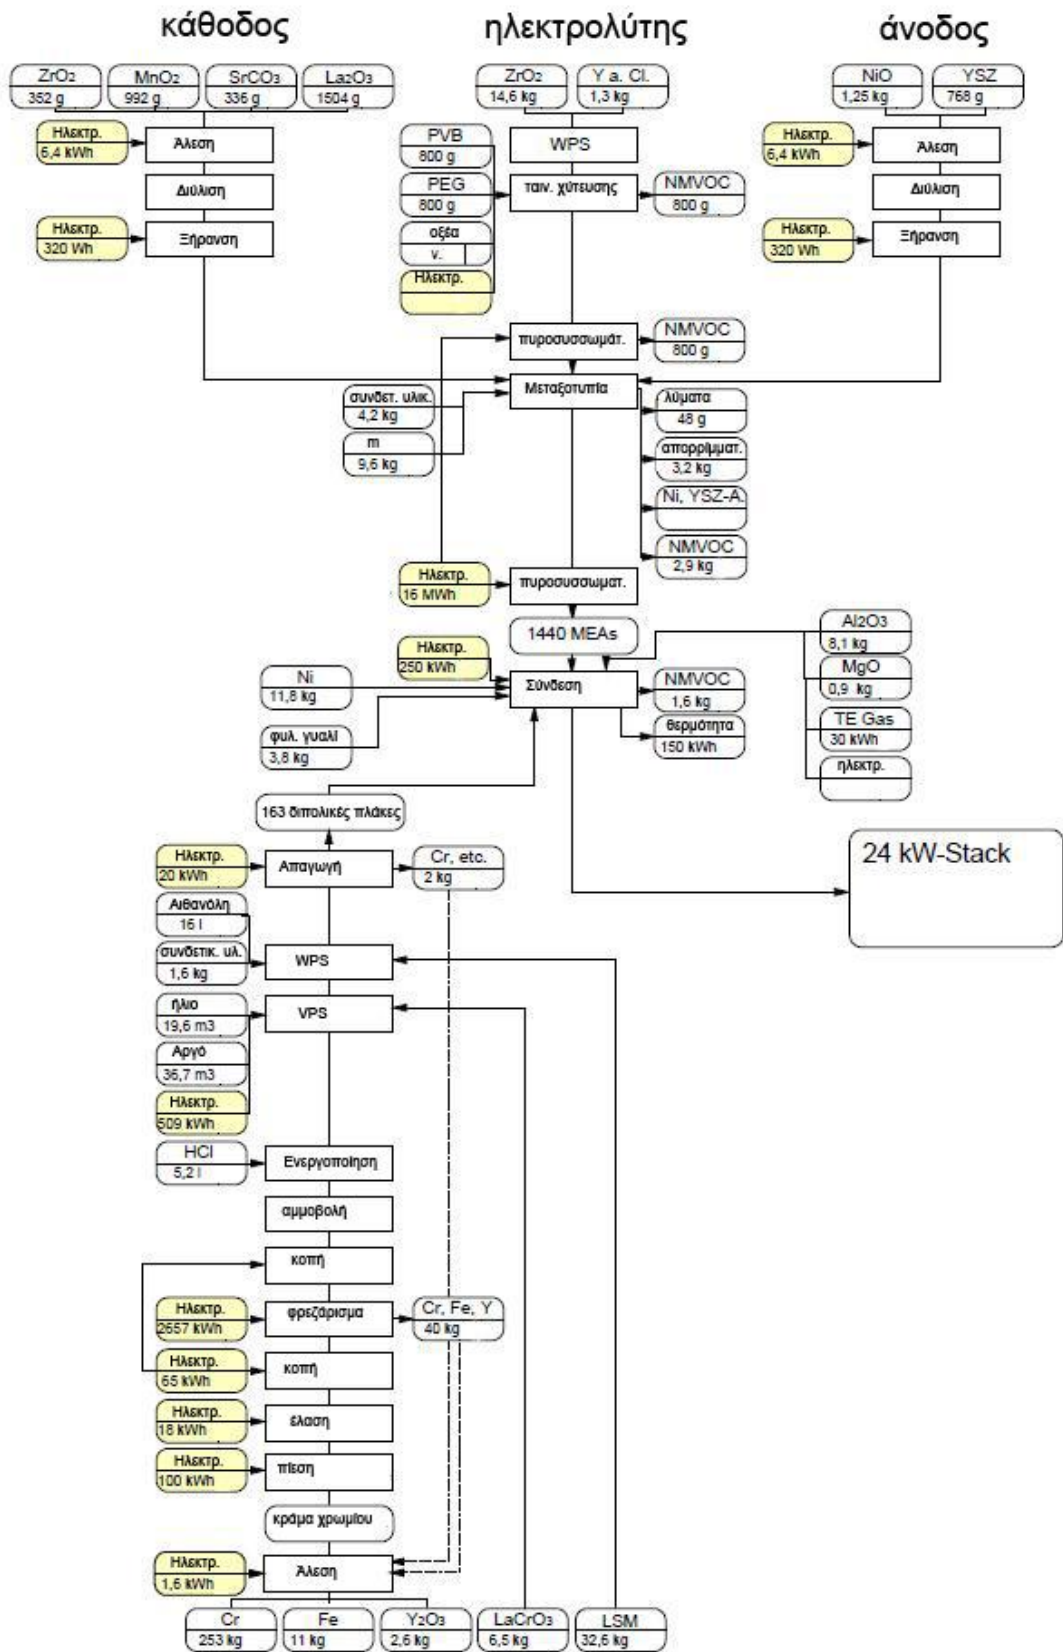 κάθοδος
ηλεκτρολύτης
άνοδος
ZrO2
352 g
MnO2
992 g
SrCO3
336 g
La2O3
1504 g
ZrO2
14,6 kg
Y a. Cl.
1,3 kg
NiO
1,25 kg
YSZ
768 g
Ηλεκτρ.
6,4 kWh
Άλεση
Διύλιση
Ηλεκτρ.
320 Wh
Ξήρανση
PVB
800 g
WPS
PEG
800 g
ταιν. χύτευσης
NMVOC
800 g
οξέα
v.
Ηλεκτρ.
Ηλεκτρ.
6,4 kWh
Άλεση
Διύλιση
Ηλεκτρ.
320 Wh
Ξήρανση
πυροσυσσωμάτ.
NMVOC
800 g
Μεταξοτυπία
συνδετ. υλικ.
4,2 kg
m
9,6 kg
λύματα
48 g
απορρίμματ.
3,2 kg
Ni, YSZ-A.
NMVOC
2,9 kg
Ηλεκτρ.
16 MWh
πυροσυσσωματ.
1440 MEAs
Ηλεκτρ.
250 kWh
Σύνδεση
Ni
11,8 kg
φυλ. γυαλί
3,8 kg
NMVOC
1,6 kg
θερμότητα
150 kWh
Al2O3
8,1 kg
MgO
0,9 kg
TE Gas
30 kWh
ηλεκτρ.
163 διπολικές πλάκες
24 kW-Stack
Ηλεκτρ.
20 kWh
Απαγωγή
Cr, etc.
2 kg
Αιθανόλη
16 l
συνδετικ. υλ.
1,6 kg
WPS
ήλιο
19,6 m3
VPS
Αργό
36,7 m3
Ηλεκτρ.
509 kWh
HCl
5,2 l
Ενεργοποίηση
αμμοβολή
κοπή
Ηλεκτρ.
2657 kWh
φρεζάρισμα
Cr, Fe, Y
40 kg
Ηλεκτρ.
65 kWh
κοπή
Ηλεκτρ.
18 kWh
έλαση
Ηλεκτρ.
100 kWh
πίεση
κράμα χρωμίου
Ηλεκτρ.
1,6 kWh
Άλεση
Cr
253 kg
Fe
11 kg
Y2O3
2,6 kg
LaCrO3
6,5 kg
LSM
32,6 kg